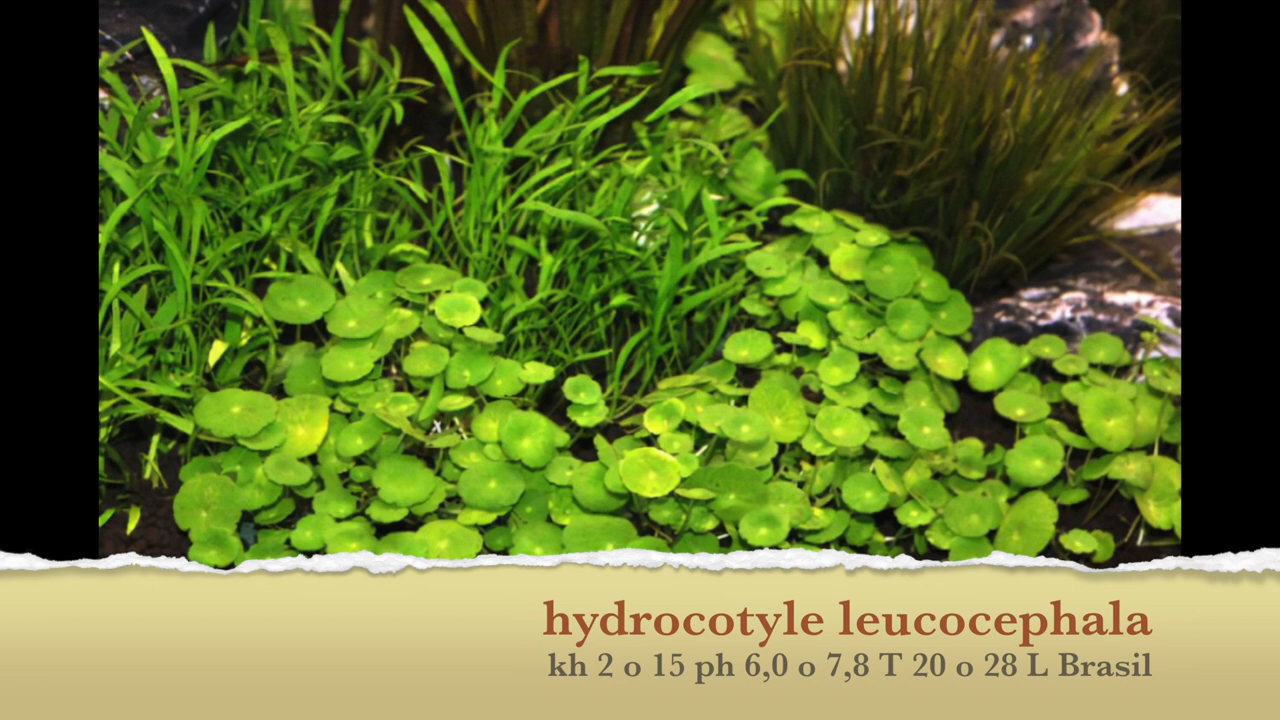 hydrocotyle leucocephala
kh 2 o 15 ph 6,0 o 7,8 T 20 o 28 L Brasil